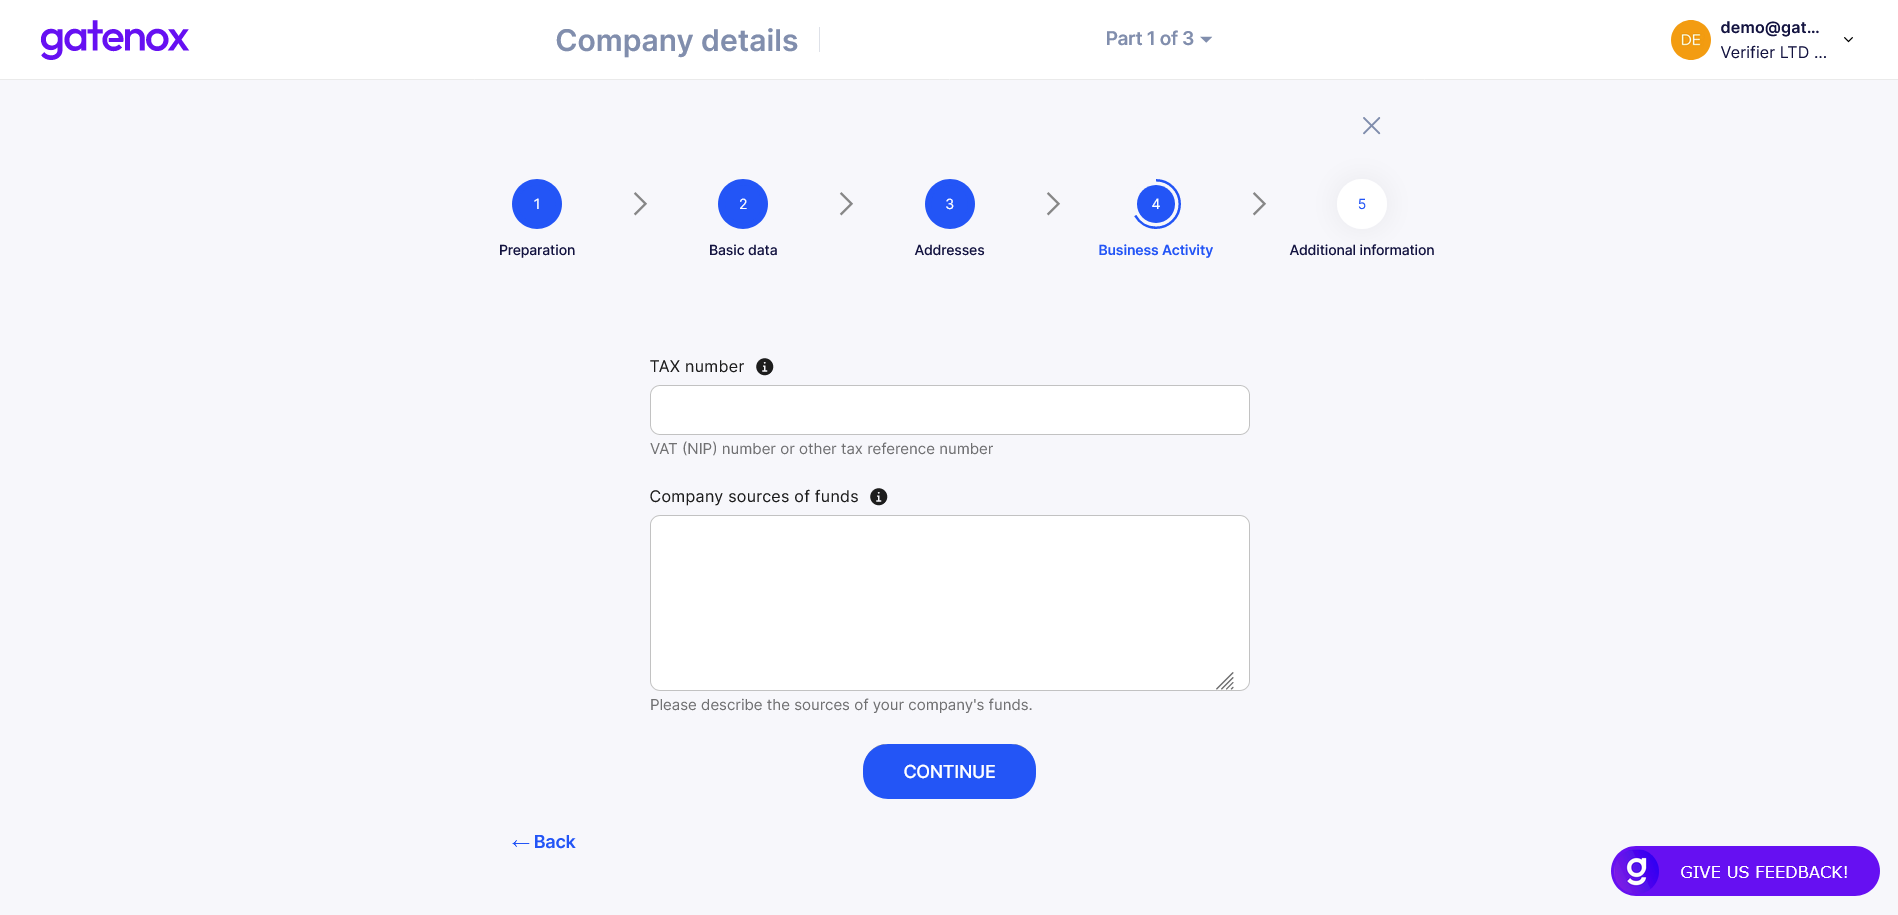 gatenox
Company details
Part 1 of 3
DE
demo@gat...
Verifier LTD ...
1
2
3
4
5
Preparation
Basic data
Addresses
Business Activity
Additional information
TAX number
VAT (NIP) number or other tax reference number
Company sources of funds
Please describe the sources of your company's funds.
CONTINUE
← Back
g GIVE US FEEDBACK!